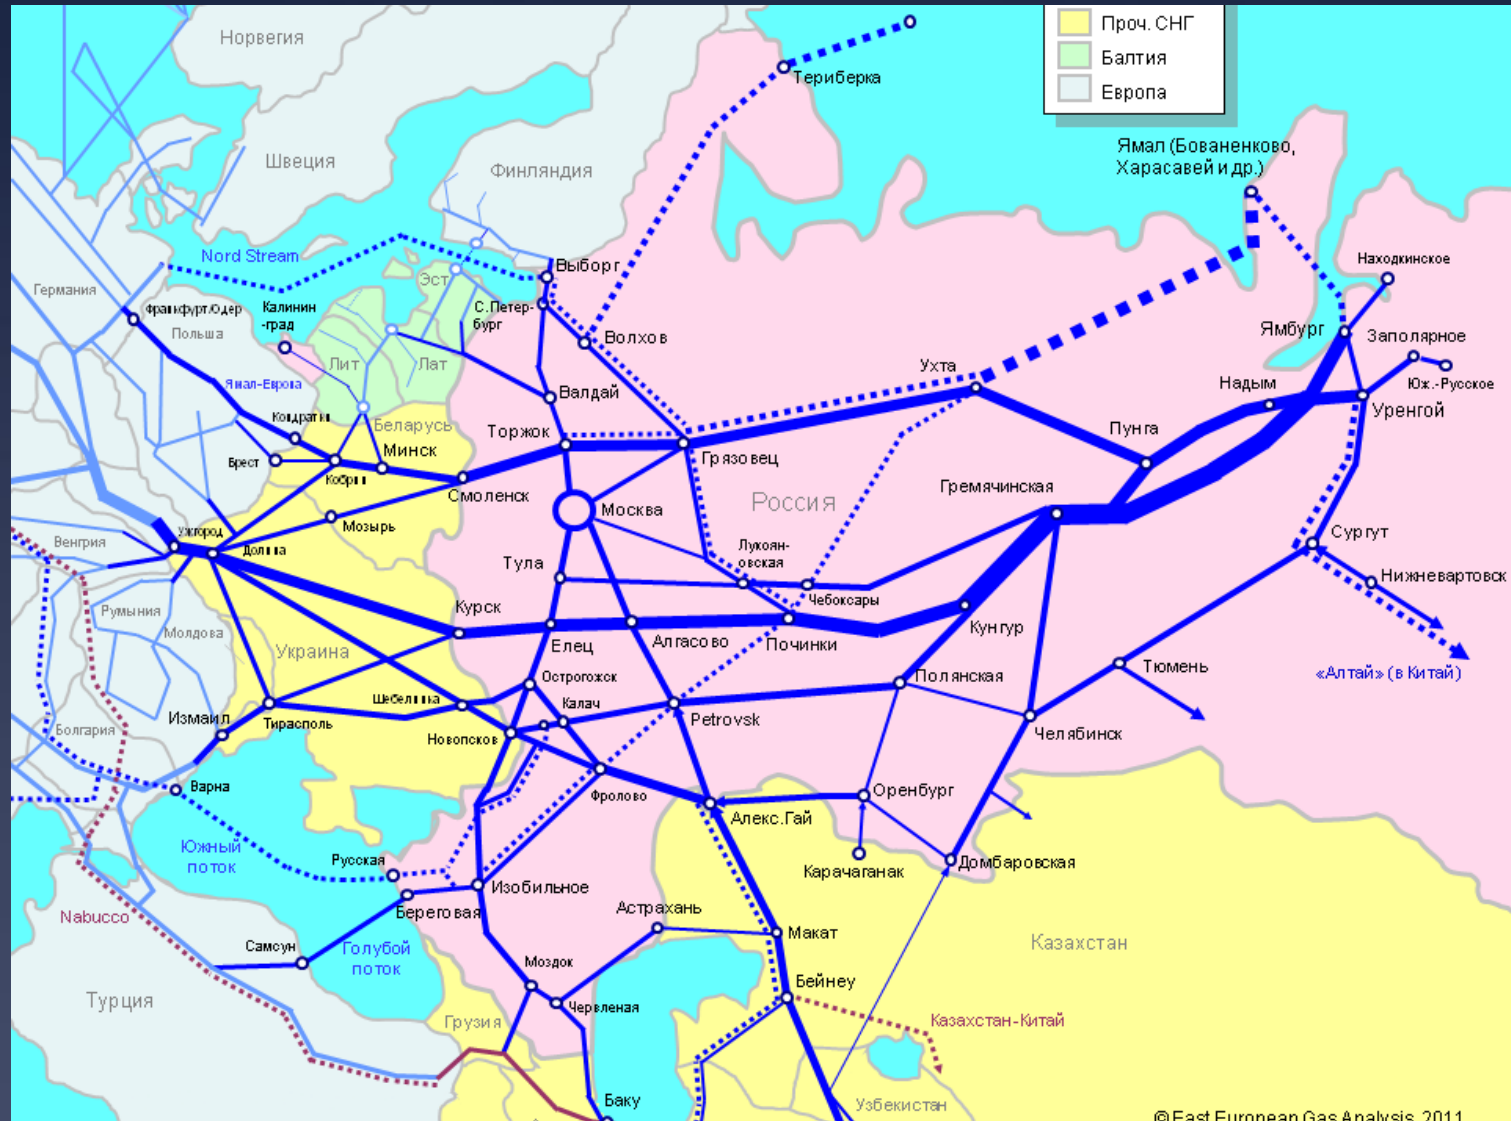 Проч. СНГ
Балтия
Европа
Норвегия
Териберка
Швеция
Финляндия
Ямал (Бованенково,
Харасавей и др.)
Nord Stream
Выборг
Находкинское
Эст
Германия
Франкфурт/Одер
Калинин
-град
С.Петер-
бург
Польша
Волхов
Ямбург
Заполярное
Лит
Лат
Ухта
Ямал-Европа
Надым
Юж.-Русское
Валдай
Уренгой
Кондратки
Беларусь
Торжок
Пунга
Минск
Брест
Грязовец
Кобрин
Смоленск
Гремячинская
Россия
Москва
Мозырь
Ужгород
Сургут
Венгрия
Долина
Лукоян-
овская
Тула
Нижневартовск
Чебоксары
Румыния
Курск
Молдова
Кунгур
Украина
Елец
Алгасово
Починки
Тюмень
«Алтай» (в Китай)
Острогожск
Полянская
Шебелинка
Калач
Измаил
Тирасполь
Petrovsk
Болгария
Новопсков
Челябинск
Варна
Фролово
Оренбург
Алекс.Гай
Южный
поток
Русская
Домбаровская
Карачаганак
Изобильное
Nabucco
Береговая
Астрахань
Макат
Казахстан
Самсун
Голубой
поток
Моздок
Бейнеу
Турция
Червленая
Грузия
Казахстан-Китай
Баку
Узбекистан
© East European Gas Analysis 2011